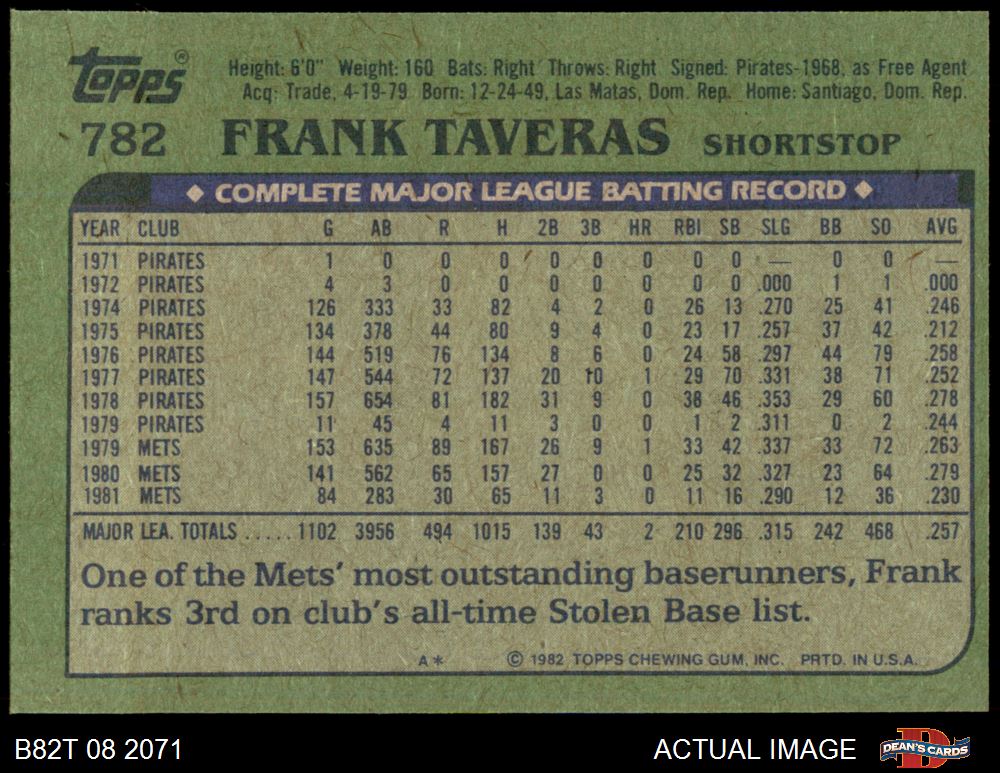 Topps® Height: 6'0" Weight: 160 Bats: Right Throws: Right Signed: Pirates-1968, as Free Agent
Acq: Trade, 4-19-79 Born: 12-24-49, Las Matas, Dom. Rep. Home: Santiago, Dom. Rep.
782 FRANK TAVERAS SHORTSTOP
◆ COMPLETE MAJOR LEAGUE BATTING RECORD ◆
YEAR CLUB G AB R H 2B 3B HR RBI SB SLG BB SO AVG
1971 PIRATES 1 0 0 0 0 0 0 0 0 — 0 0 —
1972 PIRATES 4 3 0 0 0 0 0 0 0 .000 1 1 .000
1974 PIRATES 126 333 33 82 4 2 0 26 13 .270 25 41 .246
1975 PIRATES 134 378 44 80 9 4 0 23 17 .257 37 42 .212
1976 PIRATES 144 519 76 134 8 6 0 24 58 .297 44 79 .258
1977 PIRATES 147 544 72 137 20 10 1 29 70 .331 38 71 .252
1978 PIRATES 157 654 81 182 31 9 0 38 46 .353 29 60 .278
1979 PIRATES 11 45 4 11 3 0 0 1 2 .311 0 2 .244
1979 METS 153 635 89 167 26 9 1 33 42 .337 33 72 .263
1980 METS 141 562 65 157 27 0 0 25 32 .327 23 64 .279
1981 METS 84 283 30 65 11 3 0 11 16 .290 12 36 .230
MAJOR LEA. TOTALS ..... 1102 3956 494 1015 139 43 2 210 296 .315 242 468 .257
One of the Mets' most outstanding baserunners, Frank
ranks 3rd on club's all-time Stolen Base list.
A* © 1982 TOPPS CHEWING GUM, INC. PRTD. IN U.S.A.
B82T 08 2071 ACTUAL IMAGE DEAN'S CARDS